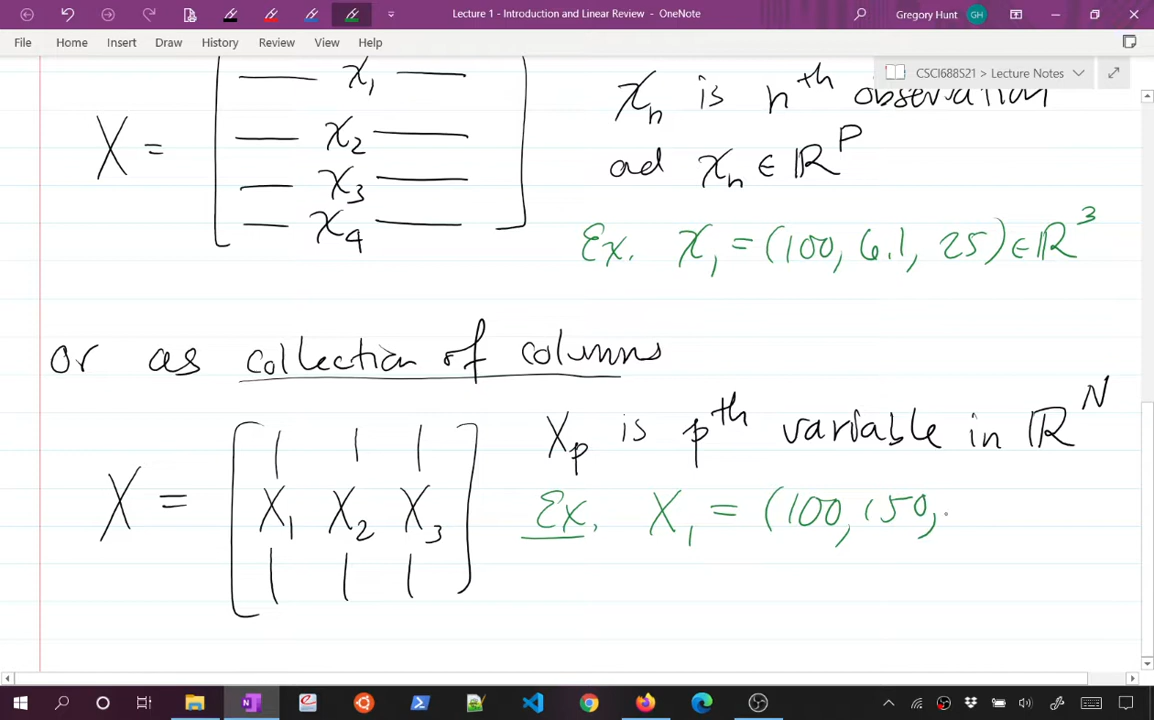 Lecture 1 - Introduction and Linear Review - OneNote
Gregory Hunt
GH
File Home Insert Draw History Review View Help
CSCI688S21 > Lecture Notes
X = [ — x₁ —
— x₂ —
— x₃ —
— x₄ — ]
xₙ is nᵗʰ observation
ad xₙ ∈ ℝᴾ
Ex. x₁ = (100, 6.1, 25) ∈ ℝ³
or as collection of columns
X = [ X₁ X₂ X₃ ]
Xₚ is pᵗʰ variable in ℝᴺ
Ex. X₁ = (100, 150,